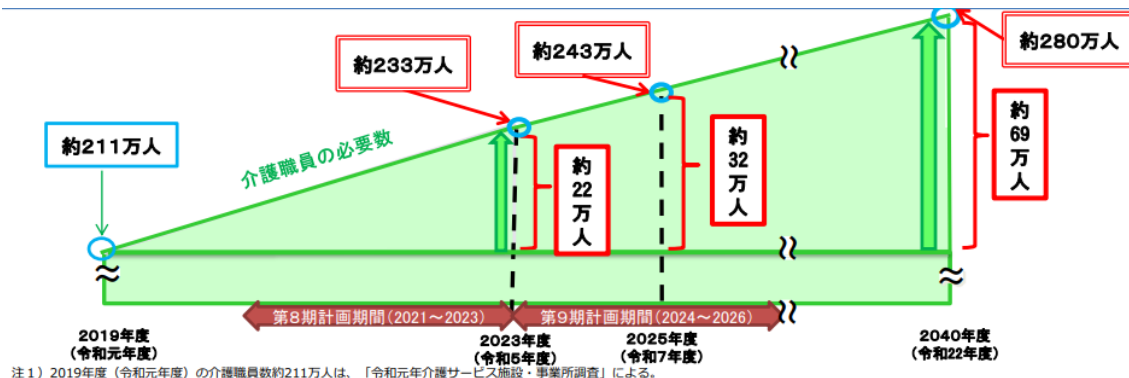 約280万人
約243万人
約233万人
約211万人
介護職員の必要数
約
22
万
人
約
32
万
人
約
69
万
人
第8期計画期間(2021～2023)
第9期計画期間(2024～2026)
2019年度
(令和元年度)
2023年度
(令和5年度)
2025年度
(令和7年度)
2040年度
(令和22年度)
注1）2019年度（令和元年度）の介護職員数約211万人は、「令和元年介護サービス施設・事業所調査」による。